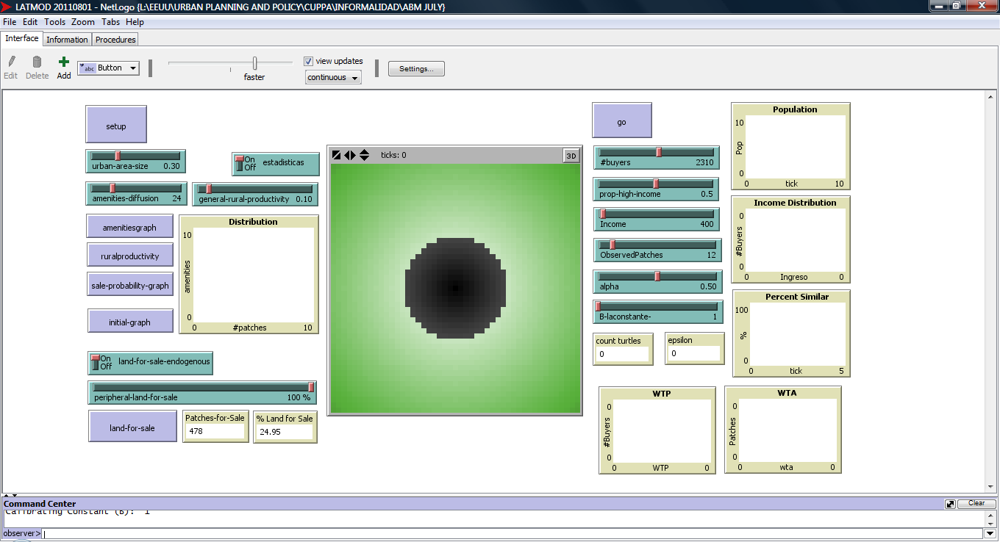 LATMOD 20110801 - NetLogo {L:\EEUU\URBAN PLANNING AND POLICY\CUPPA\INFORMALIDAD\ABM JULY}
File Edit Tools Zoom Tabs Help
Interface Information Procedures
Edit Delete Add abc Button faster view updates continuous Settings...
setup
urban-area-size 0.30
On Off estadisticas
amenities-diffusion 24
general-rural-productivity 0.10
amenitiesgraph
ruralproductivity
sale-probability-graph
initial-graph
Distribution
10
amenities
0
0 #patches 10
On Off land-for-sale-endogenous
peripheral-land-for-sale 100 %
land-for-sale
Patches-for-Sale
478
% Land for Sale
24.95
ticks: 0 3D
go
#buyers 2310
prop-high-income 0.5
Income 400
ObservedPatches 12
alpha 0.50
B-laconstante- 1
count turtles
0
epsilon
0
Population
10
Pop
0
0 tick 10
Income Distribution
0
#Buyers
0
0 Ingreso 0
Percent Similar
100
%
0
0 tick 5
WTP
0
#Buyers
0
0 WTP 0
WTA
0
Patches
0
0 wta 0
Command Center Clear
Calibrating Constant (B): 1
observer>